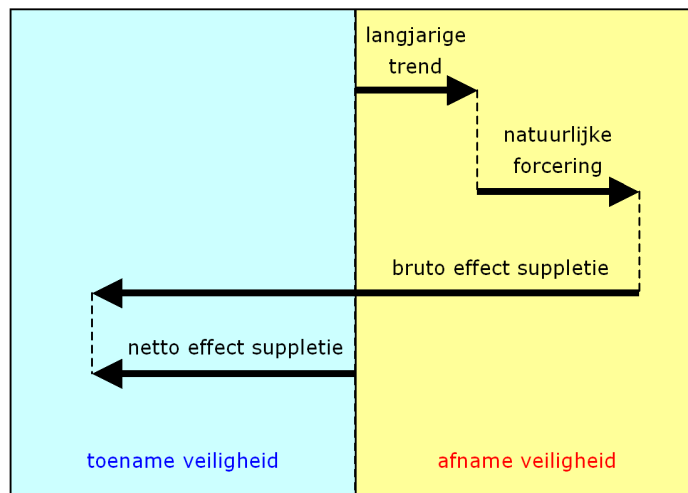 langjarige
trend
natuurlijke
forcering
bruto effect suppletie
netto effect suppletie
toename veiligheid
afname veiligheid